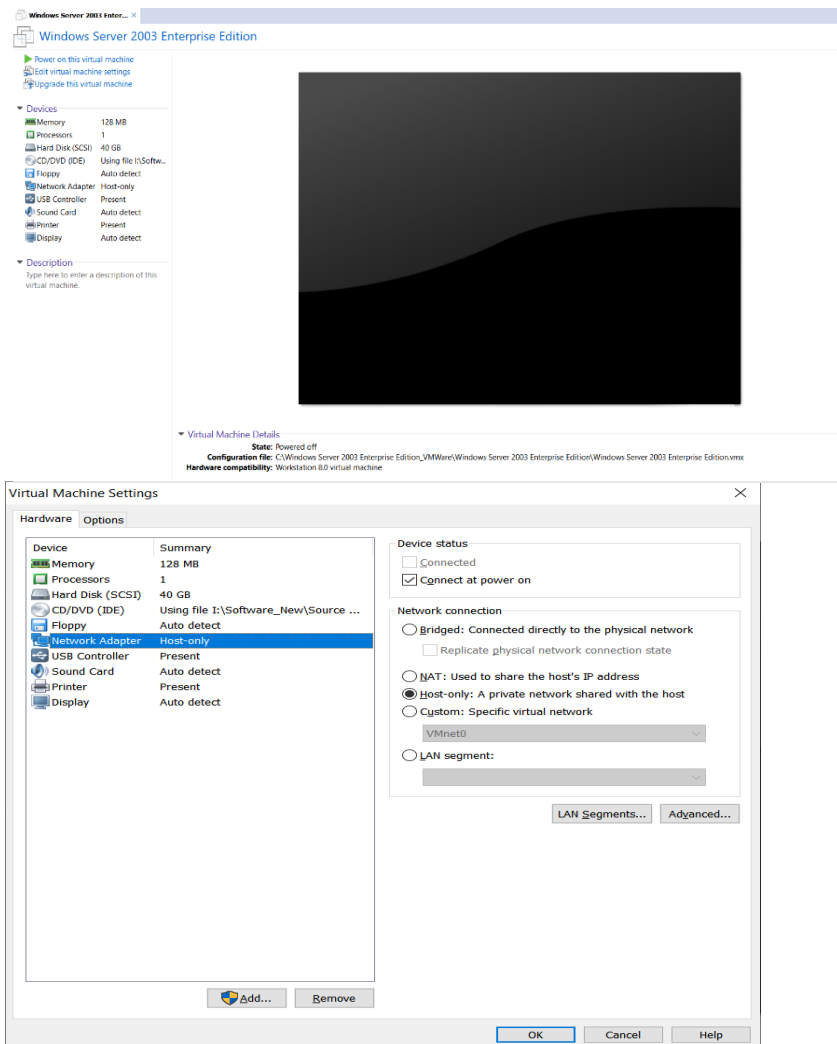 Windows Server 2003 Enter... ×
Windows Server 2003 Enterprise Edition
Power on this virtual machine
Edit virtual machine settings
Upgrade this virtual machine
Devices
Memory 128 MB
Processors 1
Hard Disk (SCSI) 40 GB
CD/DVD (IDE) Using file I:\Softw...
Floppy Auto detect
Network Adapter Host-only
USB Controller Present
Sound Card Auto detect
Printer Present
Display Auto detect
Description
Type here to enter a description of this
virtual machine.
Virtual Machine Details
State: Powered off
Configuration file: C:\Windows Server 2003 Enterprise Edition_VMWare\Windows Server 2003 Enterprise Edition\Windows Server 2003 Enterprise Edition.vmx
Hardware compatibility: Workstation 8.0 virtual machine
Virtual Machine Settings
Hardware Options
Device Summary
Memory 128 MB
Processors 1
Hard Disk (SCSI) 40 GB
CD/DVD (IDE) Using file I:\Software_New\Source ...
Floppy Auto detect
Network Adapter Host-only
USB Controller Present
Sound Card Auto detect
Printer Present
Display Auto detect
Add... Remove
Device status
Connected
Connect at power on
Network connection
Bridged: Connected directly to the physical network
Replicate physical network connection state
NAT: Used to share the host's IP address
Host-only: A private network shared with the host
Custom: Specific virtual network
VMnet0
LAN segment:
LAN Segments... Advanced...
OK Cancel Help